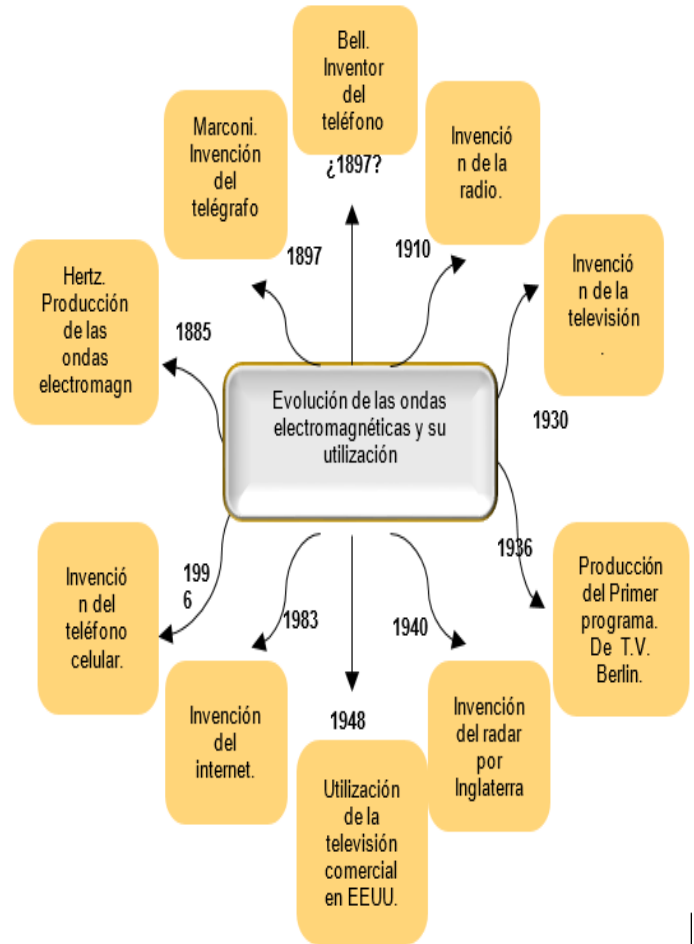 Evolución de las ondas
electromagnéticas y su
utilización
1885
Hertz.
Producción
de las
ondas
electromagn
1897
Marconi.
Invención
del
telégrafo
Bell.
Inventor
del
teléfono
¿1897?
1910
Invenció
n de la
radio.
1930
Invenció
n de la
televisión
.
1936
Producción
del Primer
programa.
De T.V.
Berlin.
1940
Invención
del radar
por
Inglaterra
1948
Utilización
de la
televisión
comercial
en EEUU.
1983
Invención
del
internet.
199
6
Invenció
n del
teléfono
celular.